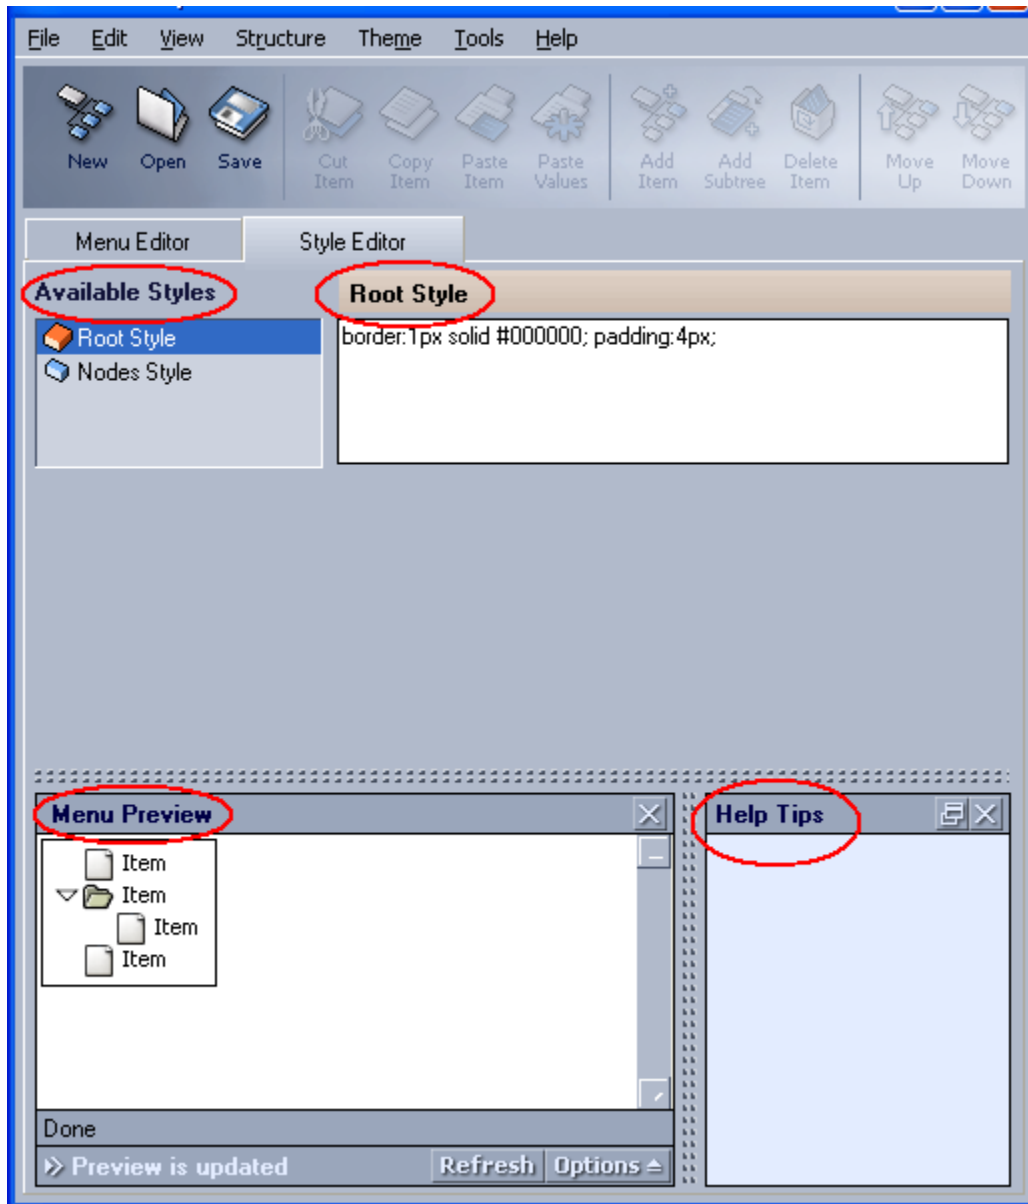 File Edit View Structure Theme Tools Help
New Open Save Cut Item Copy Item Paste Item Paste Values Add Item Add Subtree Delete Item Move Up Move Down
Menu Editor Style Editor
Available Styles Root Style
Root Style border:1px solid #000000; padding:4px;
Nodes Style
Menu Preview Help Tips
Item
Item
Item
Item
Done
Preview is updated Refresh Options